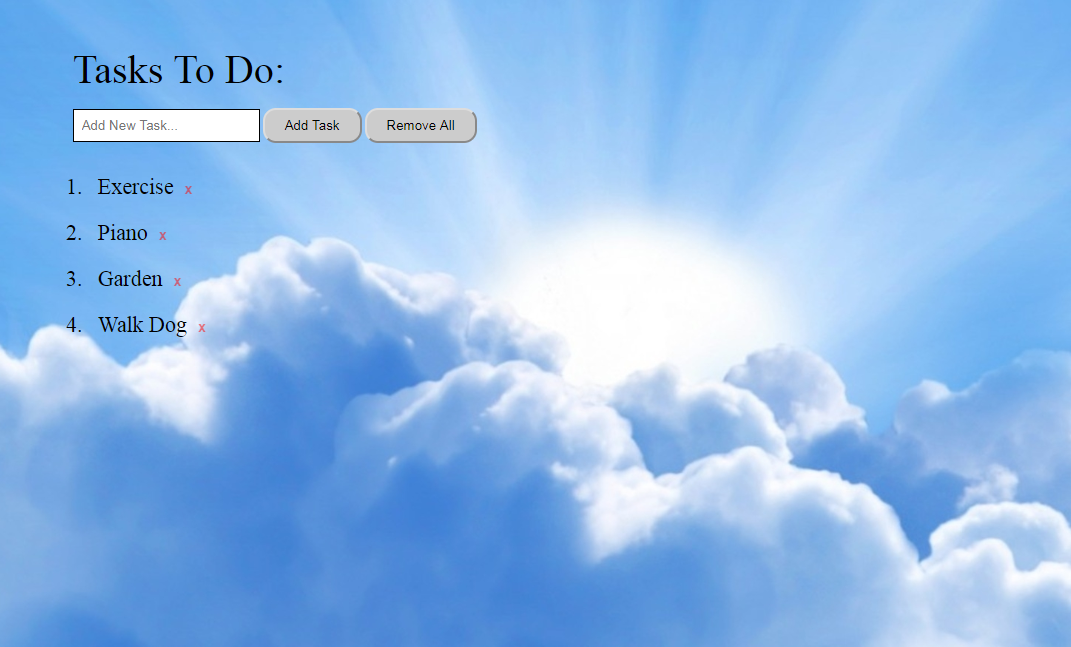 Tasks To Do:
Add New Task... Add Task Remove All
1. Exercise x
2. Piano x
3. Garden x
4. Walk Dog x